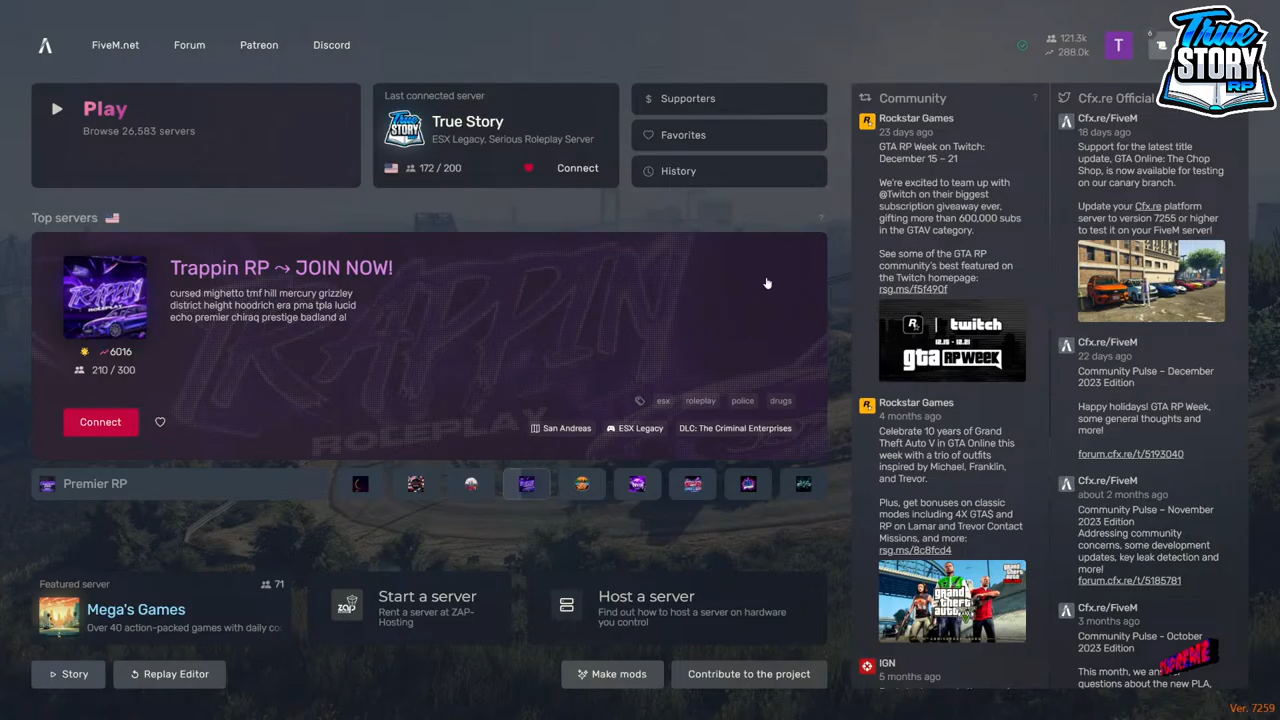 FiveM.net
Forum
Patreon
Discord
121.3k
288.0k
T
6
TRUE
STORY
RP
Play
Browse 26,583 servers
Last connected server
TRUE
STORY
True Story
ESX Legacy, Serious Roleplay Server
172 / 200
Connect
$ Supporters
Favorites
History
Top servers
?
Trappin RP ⤳ JOIN NOW!
cursed mighetto tmf hill mercury grizzley
district height hoodrich era pma tpla lucid
echo premier chiraq prestige badland al
6016
210 / 300
Connect
esx
roleplay
police
drugs
San Andreas
ESX Legacy
DLC: The Criminal Enterprises
Premier RP
Featured server
71
Mega's Games
Over 40 action-packed games with daily co
ZAP
Start a server
Rent a server at ZAP-
Hosting
Host a server
Find out how to host a server on hardware
you control
Story
Replay Editor
Make mods
Contribute to the project
Community
?
Rockstar Games
23 days ago
GTA RP Week on Twitch:
December 15 – 21
We're excited to team up with
@Twitch on their biggest
subscription giveaway ever,
gifting more than 600,000 subs
in the GTAV category.
See some of the GTA RP
community's best featured on
the Twitch homepage:
rsg.ms/f5f490f
twitch
12.15 - 12.21
gta RP WEEK
Rockstar Games
4 months ago
Celebrate 10 years of Grand
Theft Auto V in GTA Online this
week with a trio of outfits
inspired by Michael, Franklin,
and Trevor.
Plus, get bonuses on classic
modes including 4X GTA$ and
RP on Lamar and Trevor Contact
Missions, and more:
rsg.ms/8c8fcd4
grand
theft
auto
IGN
5 months ago
Cfx.re Official
Cfx.re/FiveM
18 days ago
Support for the latest title
update, GTA Online: The Chop
Shop, is now available for testing
on our canary branch.
Update your Cfx.re platform
server to version 7255 or higher
to test it on your FiveM server!
Cfx.re/FiveM
22 days ago
Community Pulse – December
2023 Edition
Happy holidays! GTA RP Week,
some general thoughts and
more!
forum.cfx.re/t/5193040
Cfx.re/FiveM
about 2 months ago
Community Pulse – November
2023 Edition
Addressing community
concerns, some development
updates, key leak detection and
more!
forum.cfx.re/t/5185781
Cfx.re/FiveM
3 months ago
Community Pulse – October
2023 Edition
This month, we
questions about the new PLA,
Ver. 7259